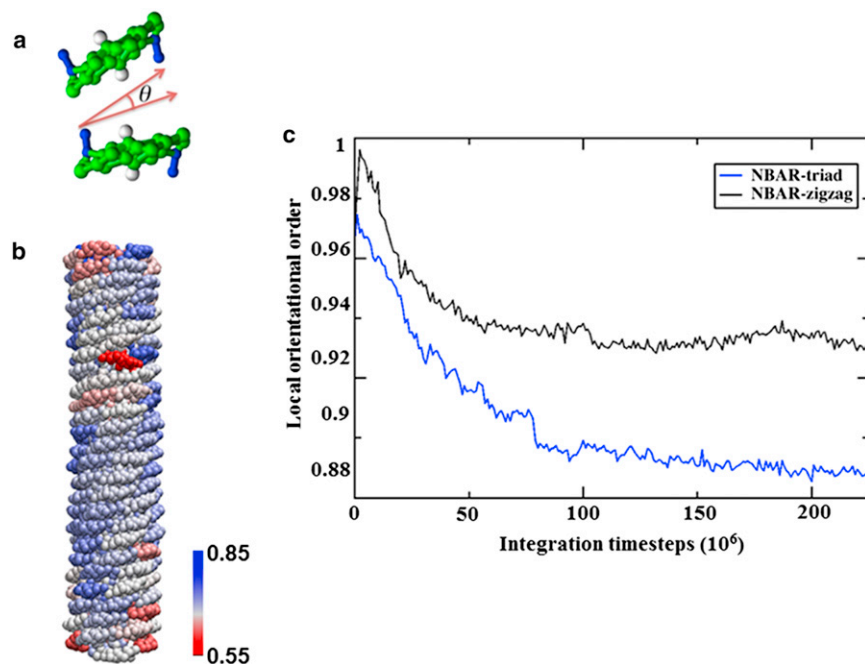 a
θ
b
0.85
0.55
c
NBAR-triad
NBAR-zigzag
Local orientational order
1
0.98
0.96
0.94
0.92
0.9
0.88
0 50 100 150 200
Integration timesteps (10⁶)